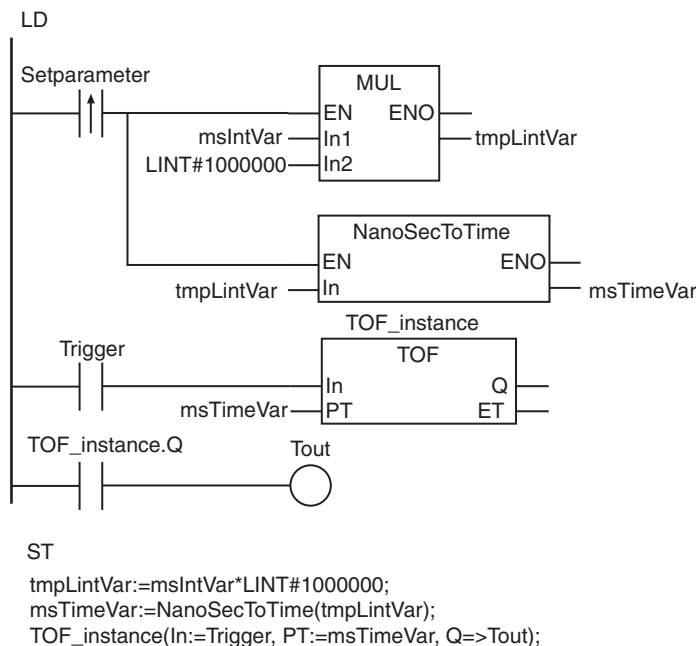 LD
Setparameter
MUL
EN ENO
msIntVar In1 tmpLintVar
LINT#1000000 In2
NanoSecToTime
EN ENO
tmpLintVar In msTimeVar
TOF_instance
Trigger TOF
In Q
msTimeVar PT ET
TOF_instance.Q Tout
ST
tmpLintVar:=msIntVar*LINT#1000000;
msTimeVar:=NanoSecToTime(tmpLintVar);
TOF_instance(In:=Trigger, PT:=msTimeVar, Q=>Tout);